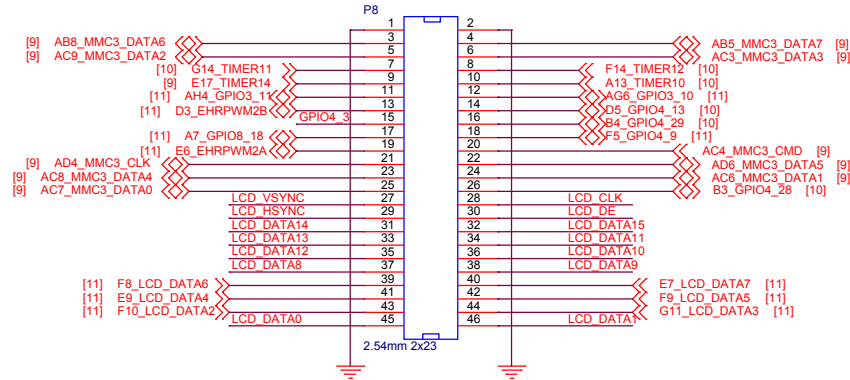 P8
1 2
[9] AB8_MMC3_DATA6 3 4 AB5_MMC3_DATA7 [9]
[9] AC9_MMC3_DATA2 5 6 AC3_MMC3_DATA3 [9]
[10] G14_TIMER11 7 8 F14_TIMER12 [10]
[9] E17_TIMER14 9 10 A13_TIMER10 [10]
[11] AH4_GPIO3_11 11 12 AG6_GPIO3_10 [11]
[11] D3_EHRPWM2B 13 14 D5_GPIO4_13 [10]
GPIO4_3 15 16 B4_GPIO4_29 [10]
[11] A7_GPIO8_18 17 18 F5_GPIO4_9 [11]
[11] E6_EHRPWM2A 19 20 AC4_MMC3_CMD [9]
[9] AD4_MMC3_CLK 21 22 AD6_MMC3_DATA5 [9]
[9] AC8_MMC3_DATA4 23 24 AC6_MMC3_DATA1 [9]
[9] AC7_MMC3_DATA0 25 26 B3_GPIO4_28 [10]
LCD_VSYNC 27 28 LCD_CLK
LCD_HSYNC 29 30 LCD_DE
LCD_DATA14 31 32 LCD_DATA15
LCD_DATA13 33 34 LCD_DATA11
LCD_DATA12 35 36 LCD_DATA10
LCD_DATA8 37 38 LCD_DATA9
[11] F8_LCD_DATA6 39 40 E7_LCD_DATA7 [11]
[11] E9_LCD_DATA4 41 42 F9_LCD_DATA5 [11]
[11] F10_LCD_DATA2 43 44 G11_LCD_DATA3 [11]
LCD_DATA0 45 46 LCD_DATA1
2.54mm 2x23